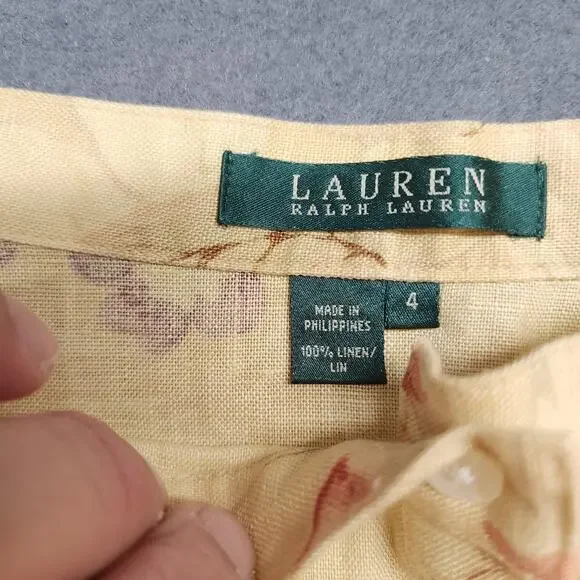 LAUREN
RALPH LAUREN
4
MADE IN
PHILIPPINES
100% LINEN/
LIN